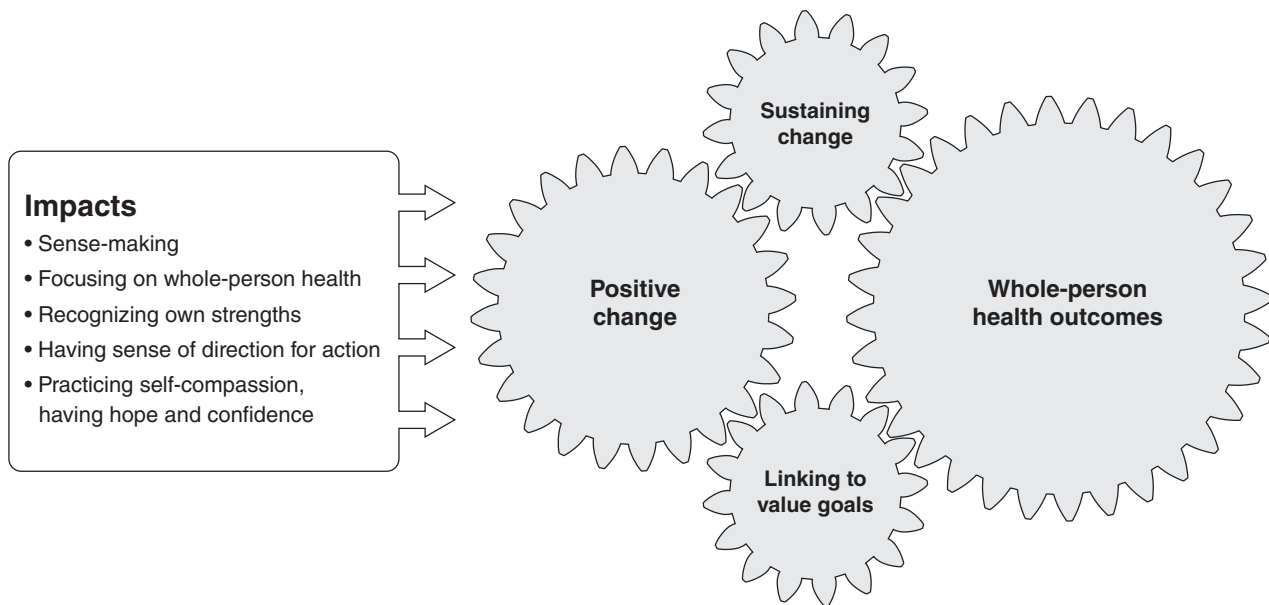 Impacts
• Sense-making
• Focusing on whole-person health
• Recognizing own strengths
• Having sense of direction for action
• Practicing self-compassion,
having hope and confidence
Positive
change
Sustaining
change
Linking to
value goals
Whole-person
health outcomes